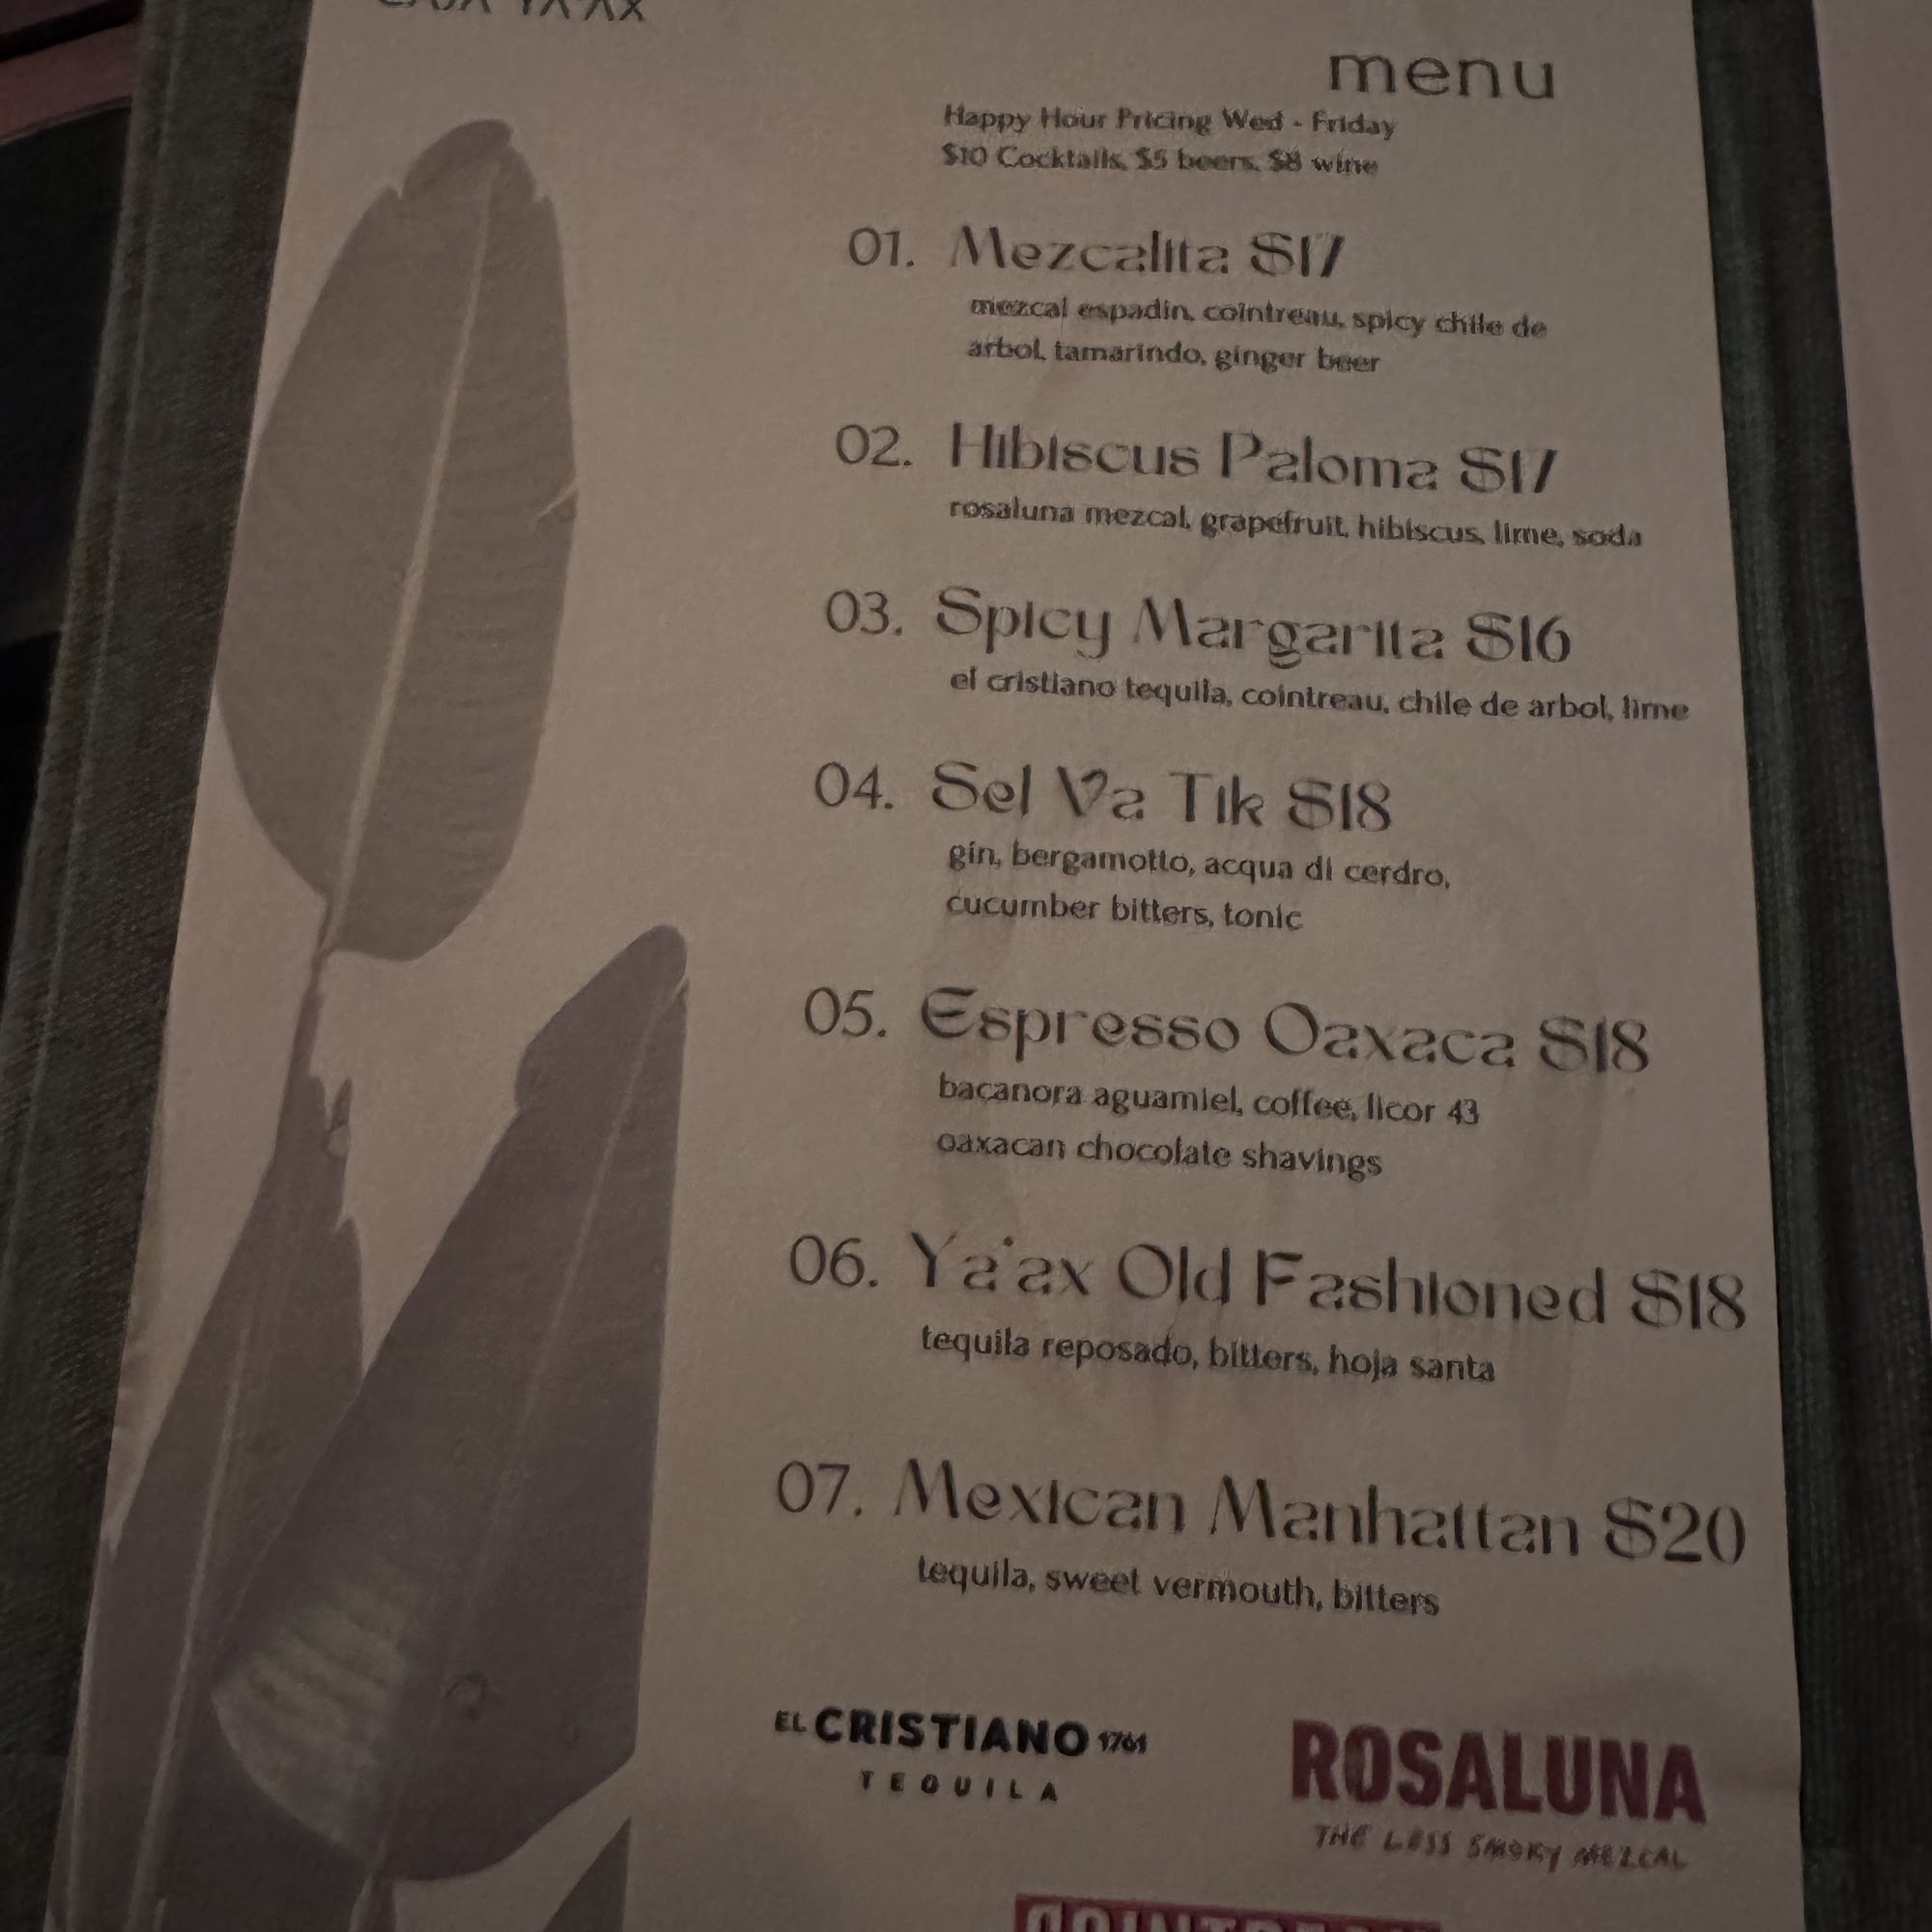 CASA YA'AX
menu
Happy Hour Pricing Wed - Friday
$10 Cocktails, $5 beers, $8 wine
01. Mezcalita $17
mezcal espadin, cointreau, spicy chile de
arbol, tamarindo, ginger beer
02. Hibiscus Paloma $17
rosaluna mezcal, grapefruit, hibiscus, lime, soda
03. Spicy Margarita $16
el cristiano tequila, cointreau, chile de arbol, lime
04. Sel Va Tik $18
gin, bergamotto, acqua di cerdro,
cucumber bitters, tonic
05. Espresso Oaxaca $18
bacanora aguamiel, coffee, licor 43
oaxacan chocolate shavings
06. Ya'ax Old Fashioned $18
tequila reposado, bitters, hoja santa
07. Mexican Manhattan $20
tequila, sweet vermouth, bitters
EL CRISTIANO 1761
TEQUILA
ROSALUNA
THE LESS SMOKY MEZCAL
COINTREAU